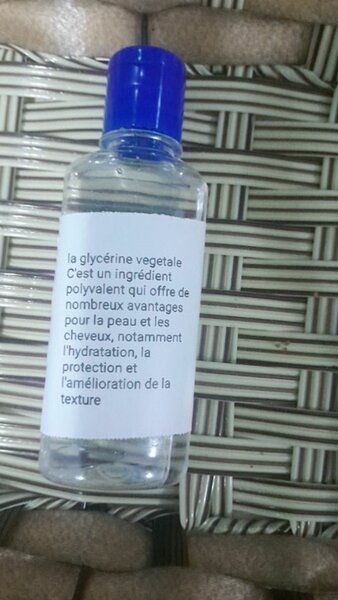 la glycérine vegetale
C'est un ingrédient
polyvalent qui offre de
nombreux avantages
pour la peau et les
cheveux, notamment
l'hydratation, la
protection et
l'amélioration de la
texture